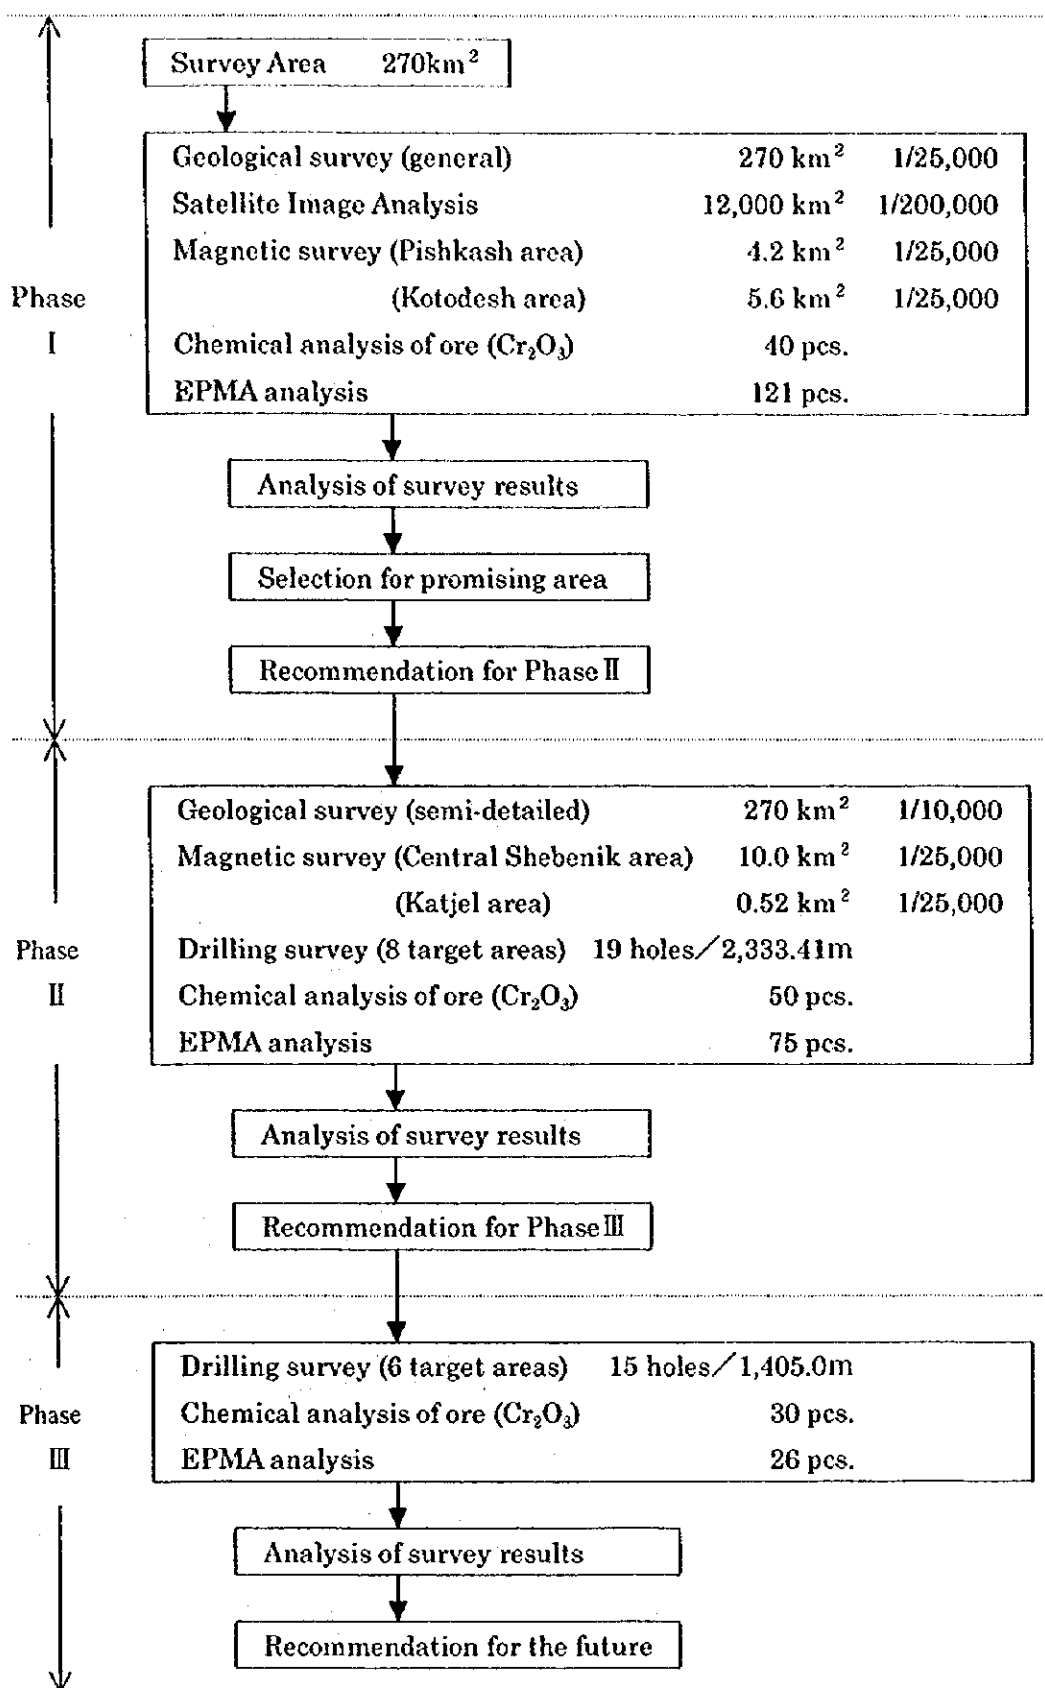 Survey Area 270km²
Geological survey (general) 270 km² 1/25,000
Satellite Image Analysis 12,000 km² 1/200,000
Magnetic survey (Pishkash area) 4.2 km² 1/25,000
(Kotodesh area) 5.6 km² 1/25,000
Chemical analysis of ore (Cr₂O₃) 40 pcs.
EPMA analysis 121 pcs.
Phase
I
Analysis of survey results
Selection for promising area
Recommendation for Phase Ⅱ
Geological survey (semi-detailed) 270 km² 1/10,000
Magnetic survey (Central Shebenik area) 10.0 km² 1/25,000
(Katjel area) 0.52 km² 1/25,000
Drilling survey (8 target areas) 19 holes／2,333.41m
Chemical analysis of ore (Cr₂O₃) 50 pcs.
EPMA analysis 75 pcs.
Phase
Ⅱ
Analysis of survey results
Recommendation for Phase Ⅲ
Drilling survey (6 target areas) 15 holes／1,405.0m
Chemical analysis of ore (Cr₂O₃) 30 pcs.
EPMA analysis 26 pcs.
Phase
Ⅲ
Analysis of survey results
Recommendation for the future